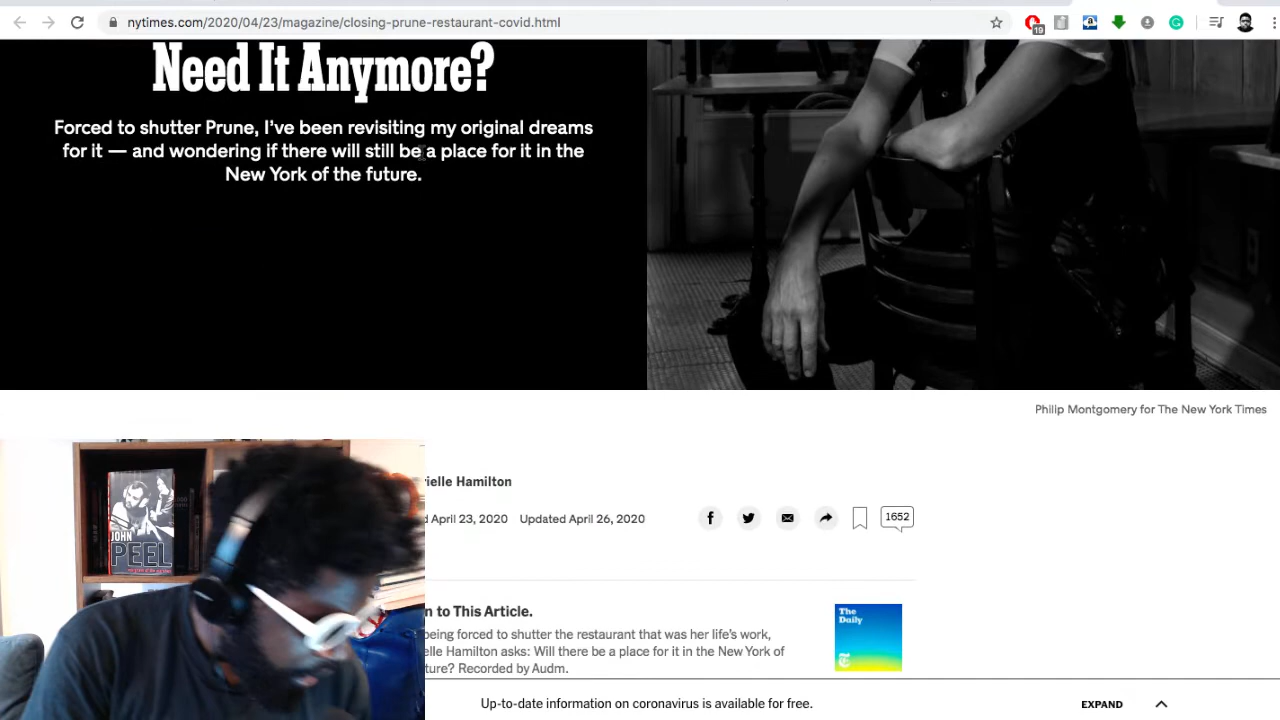 nytimes.com/2020/04/23/magazine/closing-prune-restaurant-covid.html
19
Need It Anymore?
Forced to shutter Prune, I've been revisiting my original dreams
for it — and wondering if there will still be a place for it in the
New York of the future.
Philip Montgomery for The New York Times
rielle Hamilton
d April 23, 2020 Updated April 26, 2020
1652
n to This Article.
being forced to shutter the restaurant that was her life's work,
elle Hamilton asks: Will there be a place for it in the New York of
ture? Recorded by Audm.
The
Daily
JOHN
PEEL
Up-to-date information on coronavirus is available for free.
EXPAND